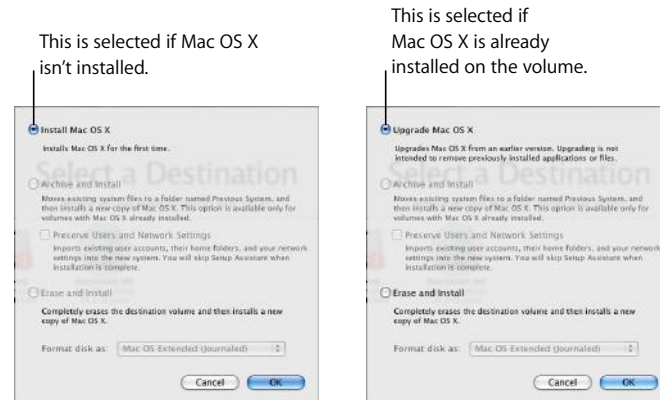 This is selected if Mac OS X
isn't installed.
Install Mac OS X
Installs Mac OS X for the first time.
Select a Destination
Archive and Install
Moves existing system files to a folder named Previous System, and
then installs a new copy of Mac OS X. This option is available only for
volumes with Mac OS X already installed.
Preserve Users and Network Settings
Imports existing user accounts, their home folders, and your network
settings into the new system. You will skip Setup Assistant when
installation is complete.
Erase and Install
Completely erases the destination volume and then installs a new
copy of Mac OS X.
Format disk as: Mac OS Extended (Journaled)
Cancel OK
This is selected if
Mac OS X is already
installed on the volume.
Upgrade Mac OS X
Upgrades Mac OS X from an earlier version. Upgrading is not
intended to remove previously installed applications or files.
Select a Destination
Archive and Install
Moves existing system files to a folder named Previous System, and
then installs a new copy of Mac OS X. This option is available only for
volumes with Mac OS X already installed.
Preserve Users and Network Settings
Imports existing user accounts, their home folders, and your network
settings into the new system. You will skip Setup Assistant when
installation is complete.
Erase and Install
Completely erases the destination volume and then installs a new
copy of Mac OS X.
Format disk as: Mac OS Extended (Journaled)
Cancel OK